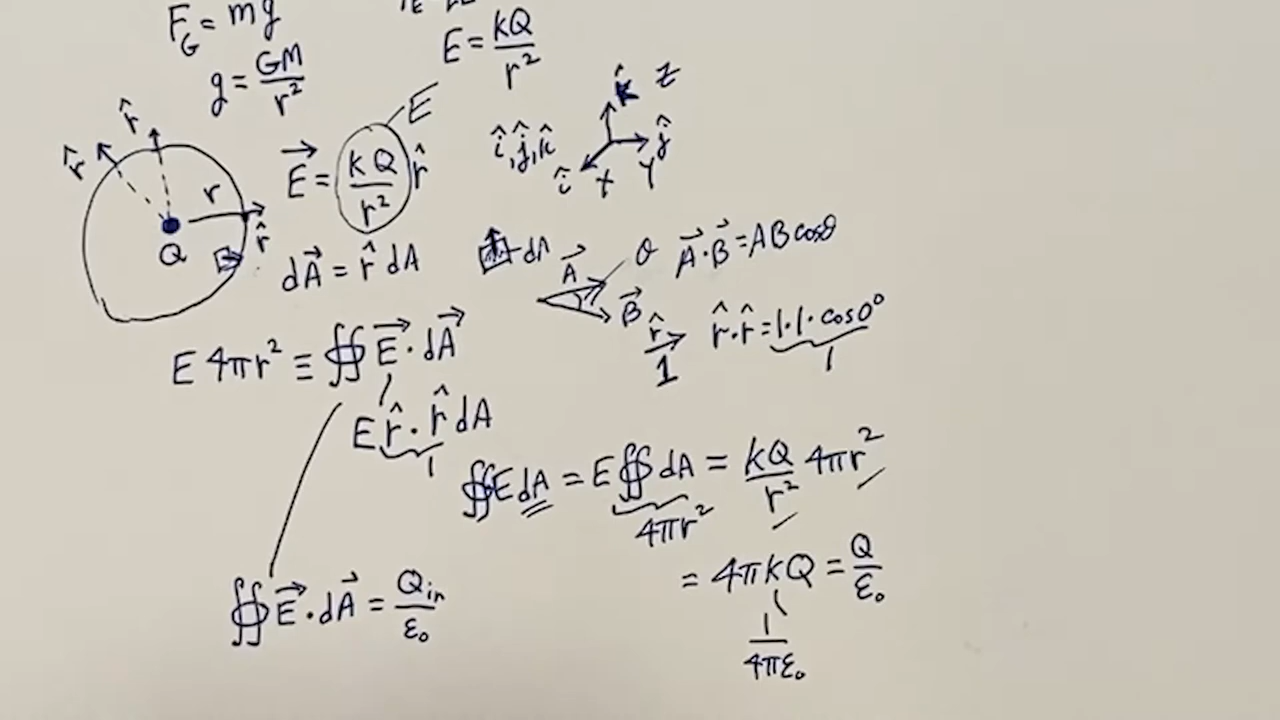 F_G = mg
E = kQ/r²
g = GM/r²
k̂ z
r̂ r̂ E
î, ĵ, k̂ ĵ
E⃗ = kQ/r² r̂
î x y
r r̂
Q
dA⃗ = r̂ dA
dA
A⃗ θ A⃗·B⃗ = AB cosθ
B⃗
r̂ 1 r̂·r̂ = 1·1·cos0°
1
E 4πr² ≡ ∯ E⃗·dA⃗
E r̂·r̂ dA
1
∯ E dA = E ∯ dA = kQ/r² 4πr²
4πr²
= 4πkQ = Q/ε₀
1/4πε₀
∯ E⃗·dA⃗ = Q_in/ε₀